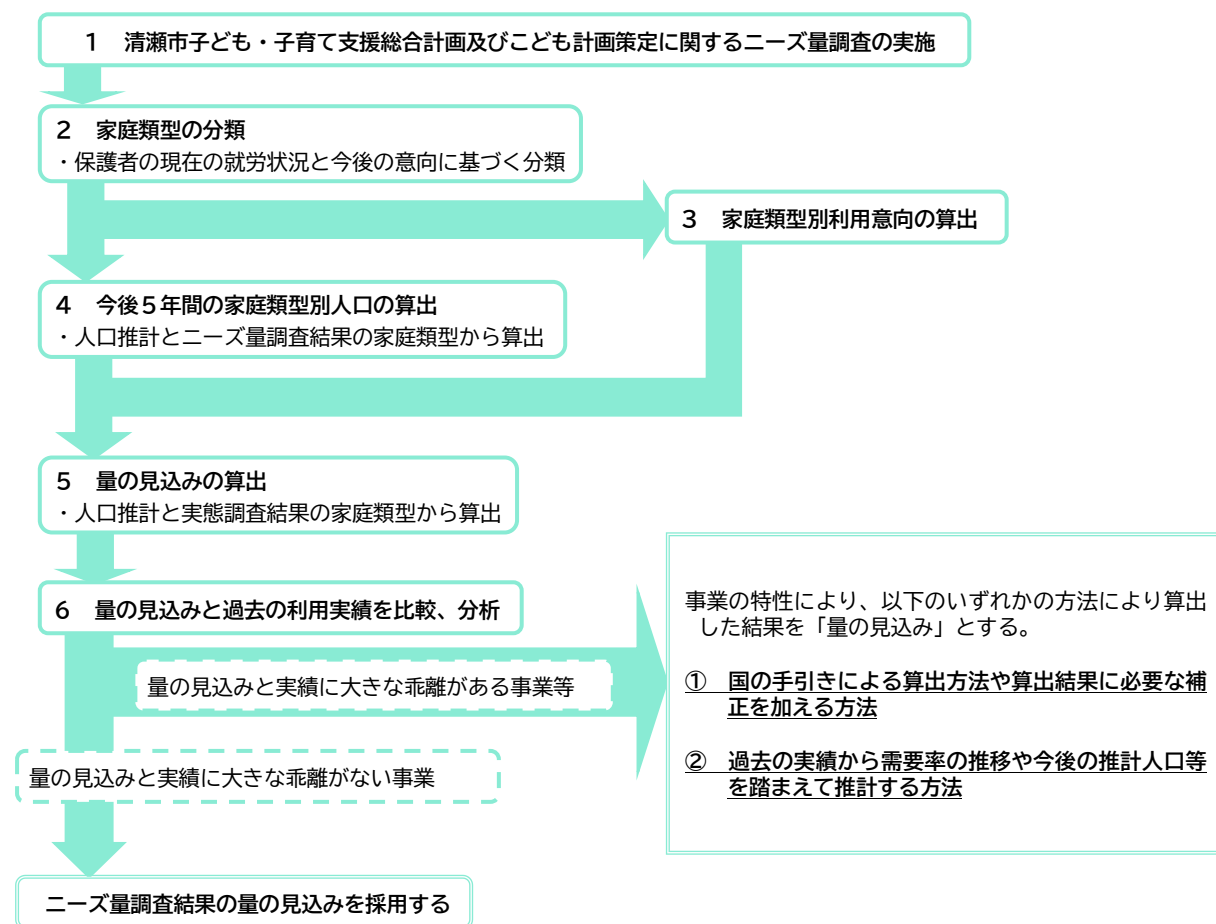 １　清瀬市子ども・子育て支援総合計画及びこども計画策定に関するニーズ量調査の実施
２　家庭類型の分類
・保護者の現在の就労状況と今後の意向に基づく分類
３　家庭類型別利用意向の算出
４　今後５年間の家庭類型別人口の算出
・人口推計とニーズ量調査結果の家庭類型から算出
５　量の見込みの算出
・人口推計と実態調査結果の家庭類型から算出
６　量の見込みと過去の利用実績を比較、分析
量の見込みと実績に大きな乖離がある事業等
事業の特性により、以下のいずれかの方法により算出
した結果を「量の見込み」とする。
①　国の手引きによる算出方法や算出結果に必要な補
正を加える方法
②　過去の実績から需要率の推移や今後の推計人口等
を踏まえて推計する方法
量の見込みと実績に大きな乖離がない事業
ニーズ量調査結果の量の見込みを採用する